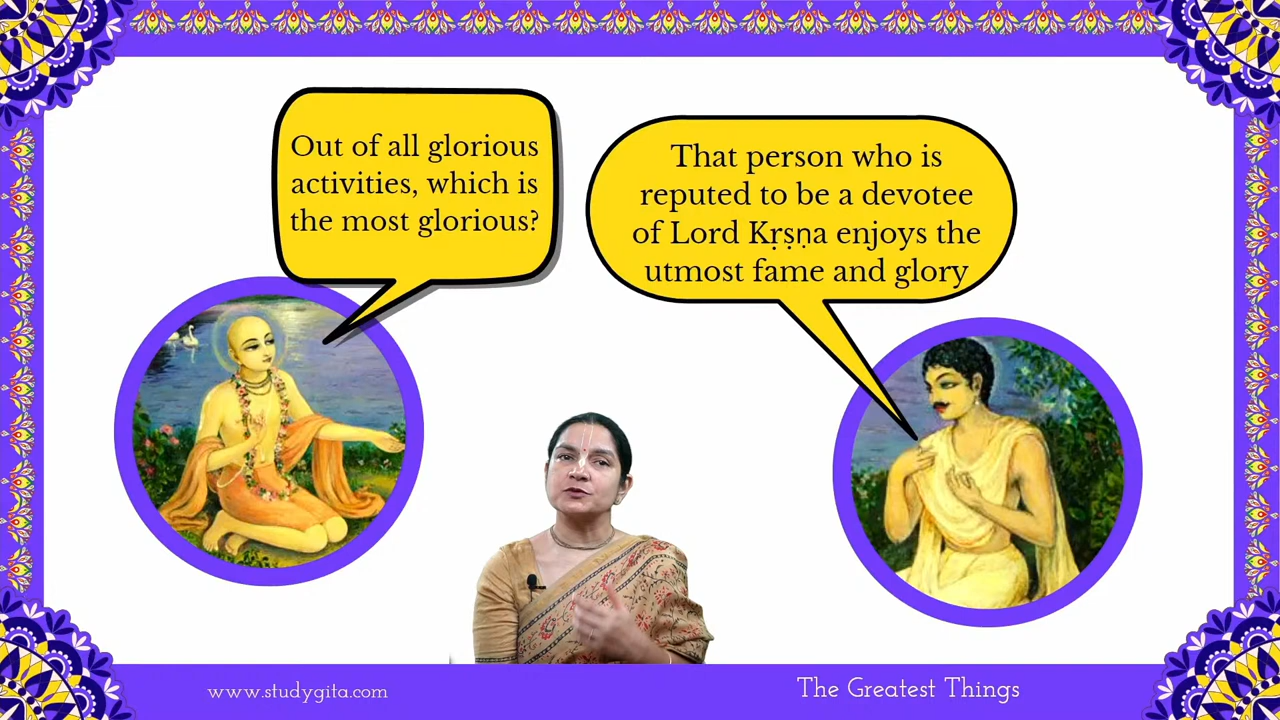 Out of all glorious
activities, which is
the most glorious?
That person who is
reputed to be a devotee
of Lord Kṛṣṇa enjoys the
utmost fame and glory
www.studygita.com
The Greatest Things